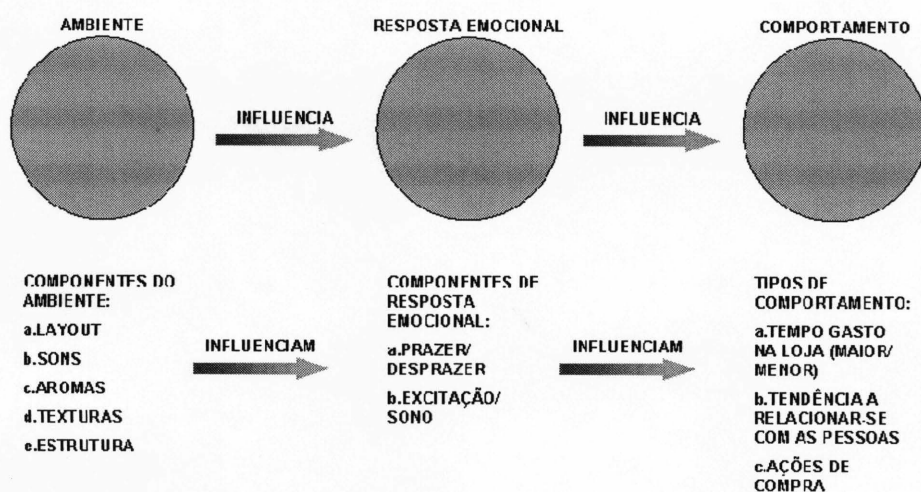 AMBIENTE
RESPOSTA EMOCIONAL
COMPORTAMENTO
INFLUENCIA
INFLUENCIA
COMPONENTES DO
AMBIENTE:
a.LAYOUT
b.SONS
c.AROMAS
d.TEXTURAS
e.ESTRUTURA
INFLUENCIAM
COMPONENTES DE
RESPOSTA
EMOCIONAL:
a.PRAZER/
DESPRAZER
b.EXCITAÇÃO/
SONO
INFLUENCIAM
TIPOS DE
COMPORTAMENTO:
a.TEMPO GASTO
NA LOJA (MAIOR/
MENOR)
b.TENDÊNCIA A
RELACIONAR-SE
COM AS PESSOAS
c.AÇÕES DE
COMPRA